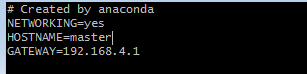 # Created by anaconda
NETWORKING=yes
HOSTNAME=master
GATEWAY=192.168.4.1